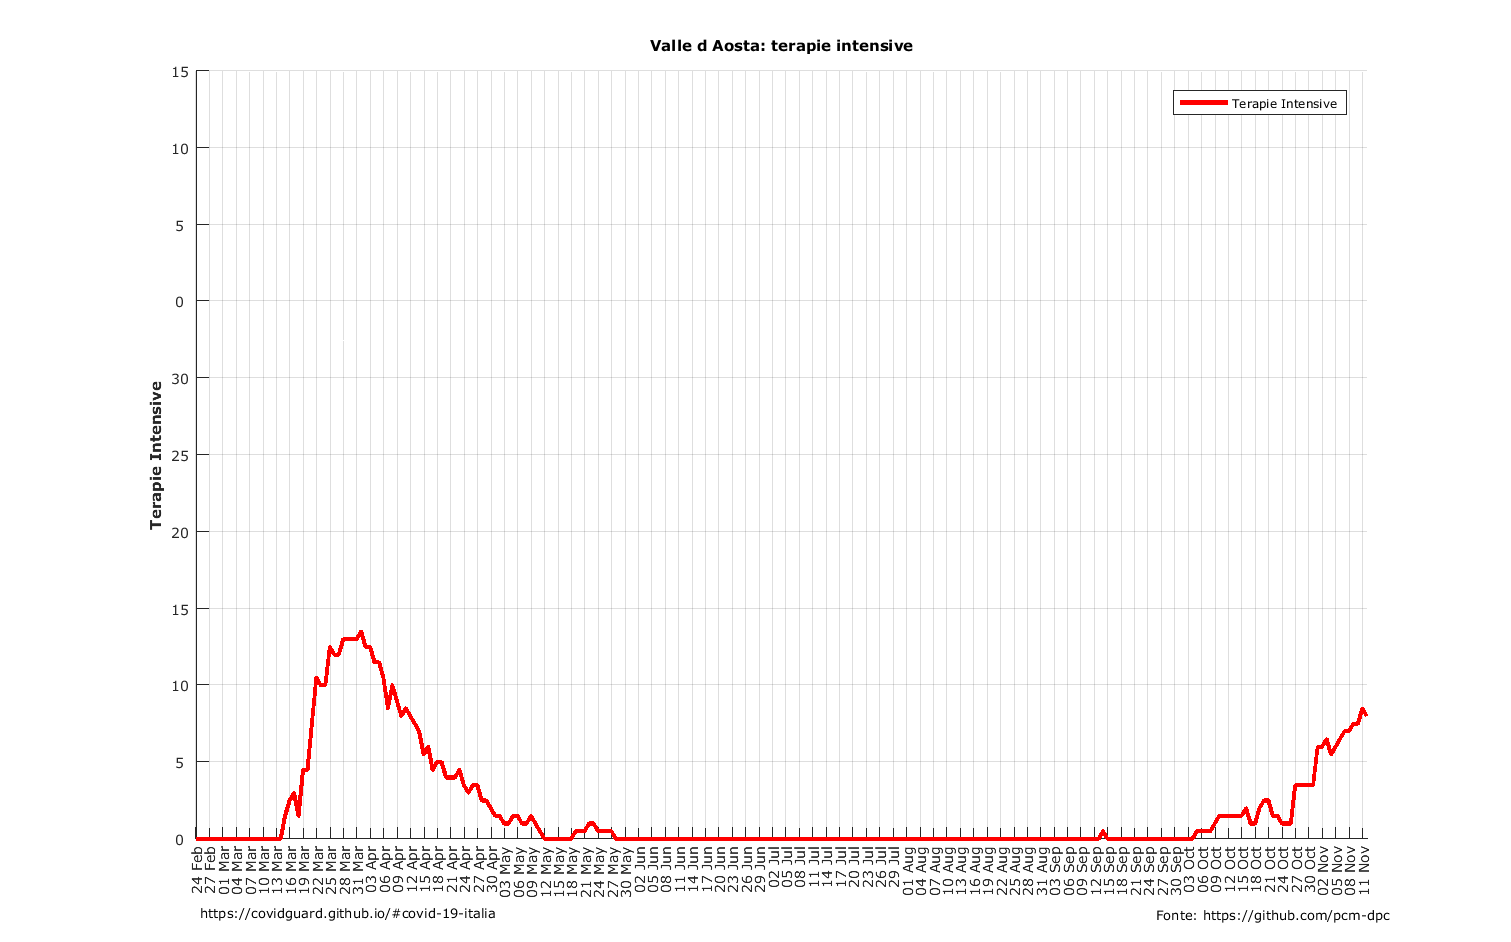 Valle d Aosta: terapie intensive
Terapie Intensive
15
10
5
0
30
25
20
15
10
5
0
Terapie Intensive
24 Feb
27 Feb
01 Mar
04 Mar
07 Mar
10 Mar
13 Mar
16 Mar
19 Mar
22 Mar
25 Mar
28 Mar
31 Mar
03 Apr
06 Apr
09 Apr
12 Apr
15 Apr
18 Apr
21 Apr
24 Apr
27 Apr
30 Apr
03 May
06 May
09 May
12 May
15 May
18 May
21 May
24 May
27 May
30 May
02 Jun
05 Jun
08 Jun
11 Jun
14 Jun
17 Jun
20 Jun
23 Jun
26 Jun
29 Jun
02 Jul
05 Jul
08 Jul
11 Jul
14 Jul
17 Jul
20 Jul
23 Jul
26 Jul
29 Jul
01 Aug
04 Aug
07 Aug
10 Aug
13 Aug
16 Aug
19 Aug
22 Aug
25 Aug
28 Aug
31 Aug
03 Sep
06 Sep
09 Sep
12 Sep
15 Sep
18 Sep
21 Sep
24 Sep
27 Sep
30 Sep
03 Oct
06 Oct
09 Oct
12 Oct
15 Oct
18 Oct
21 Oct
24 Oct
27 Oct
30 Oct
02 Nov
05 Nov
08 Nov
11 Nov
https://covidguard.github.io/#covid-19-italia
Fonte: https://github.com/pcm-dpc